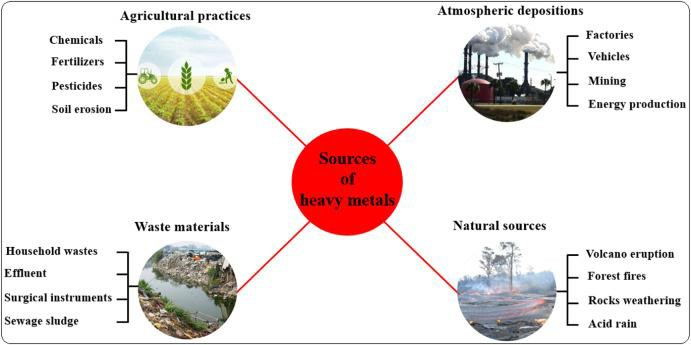 Agricultural practices
Chemicals
Fertilizers
Pesticides
Soil erosion
Atmospheric depositions
Factories
Vehicles
Mining
Energy production
Sources
of
heavy metals
Waste materials
Household wastes
Effluent
Surgical instruments
Sewage sludge
Natural sources
Volcano eruption
Forest fires
Rocks weathering
Acid rain